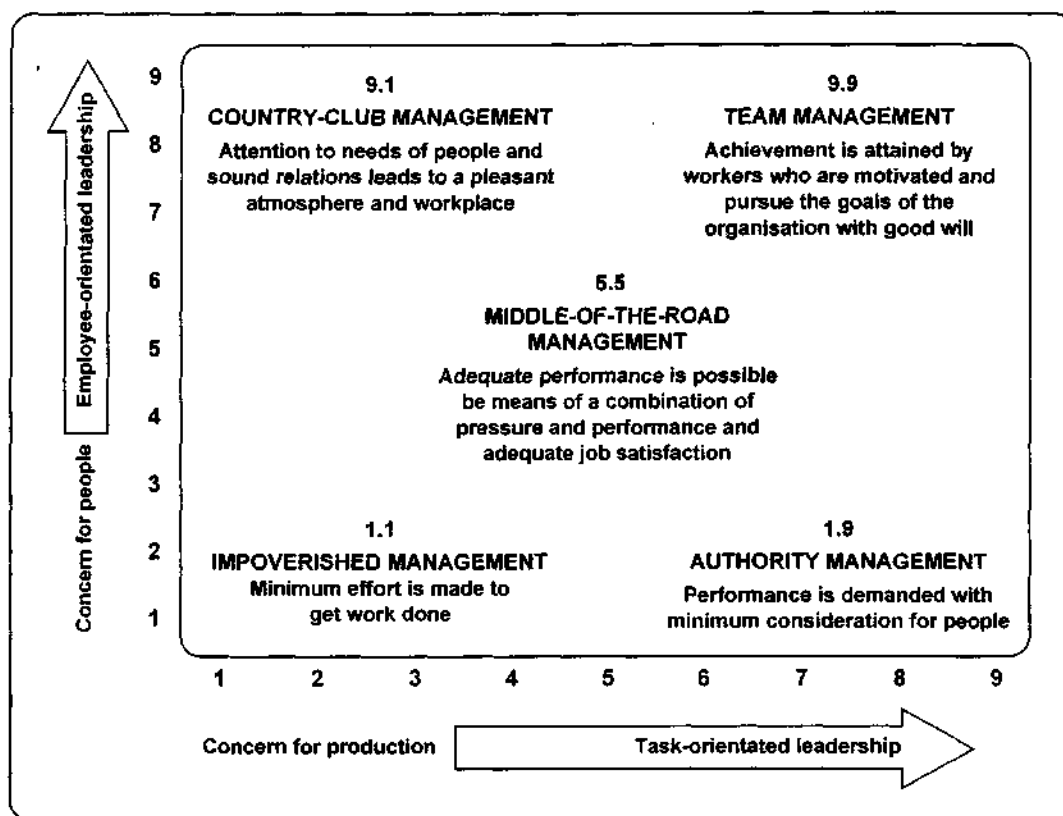 Employee-orientated leadership
Concern for people
9
8
7
6
5
4
3
2
1
9.1
COUNTRY-CLUB MANAGEMENT
Attention to needs of people and
sound relations leads to a pleasant
atmosphere and workplace
9.9
TEAM MANAGEMENT
Achievement is attained by
workers who are motivated and
pursue the goals of the
organisation with good will
5.5
MIDDLE-OF-THE-ROAD
MANAGEMENT
Adequate performance is possible
be means of a combination of
pressure and performance and
adequate job satisfaction
1.1
IMPOVERISHED MANAGEMENT
Minimum effort is made to
get work done
1.9
AUTHORITY MANAGEMENT
Performance is demanded with
minimum consideration for people
1 2 3 4 5 6 7 8 9
Concern for production
Task-orientated leadership